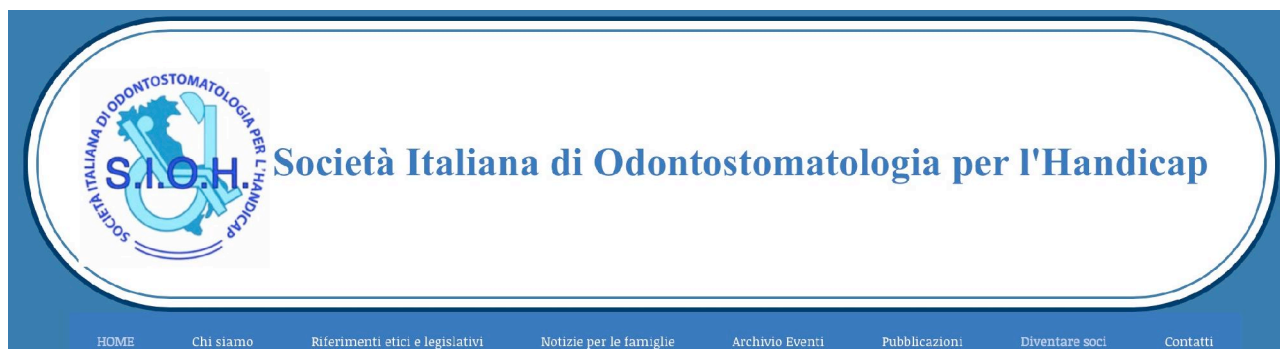 SOCIETÀ ITALIANA DI ODONTOSTOMATOLOGIA PER L'HANDICAP
S.I.O.H.
Società Italiana di Odontostomatologia per l'Handicap
HOME Chi siamo Riferimenti etici e legislativi Notizie per le famiglie Archivio Eventi Pubblicazioni Diventare soci Contatti